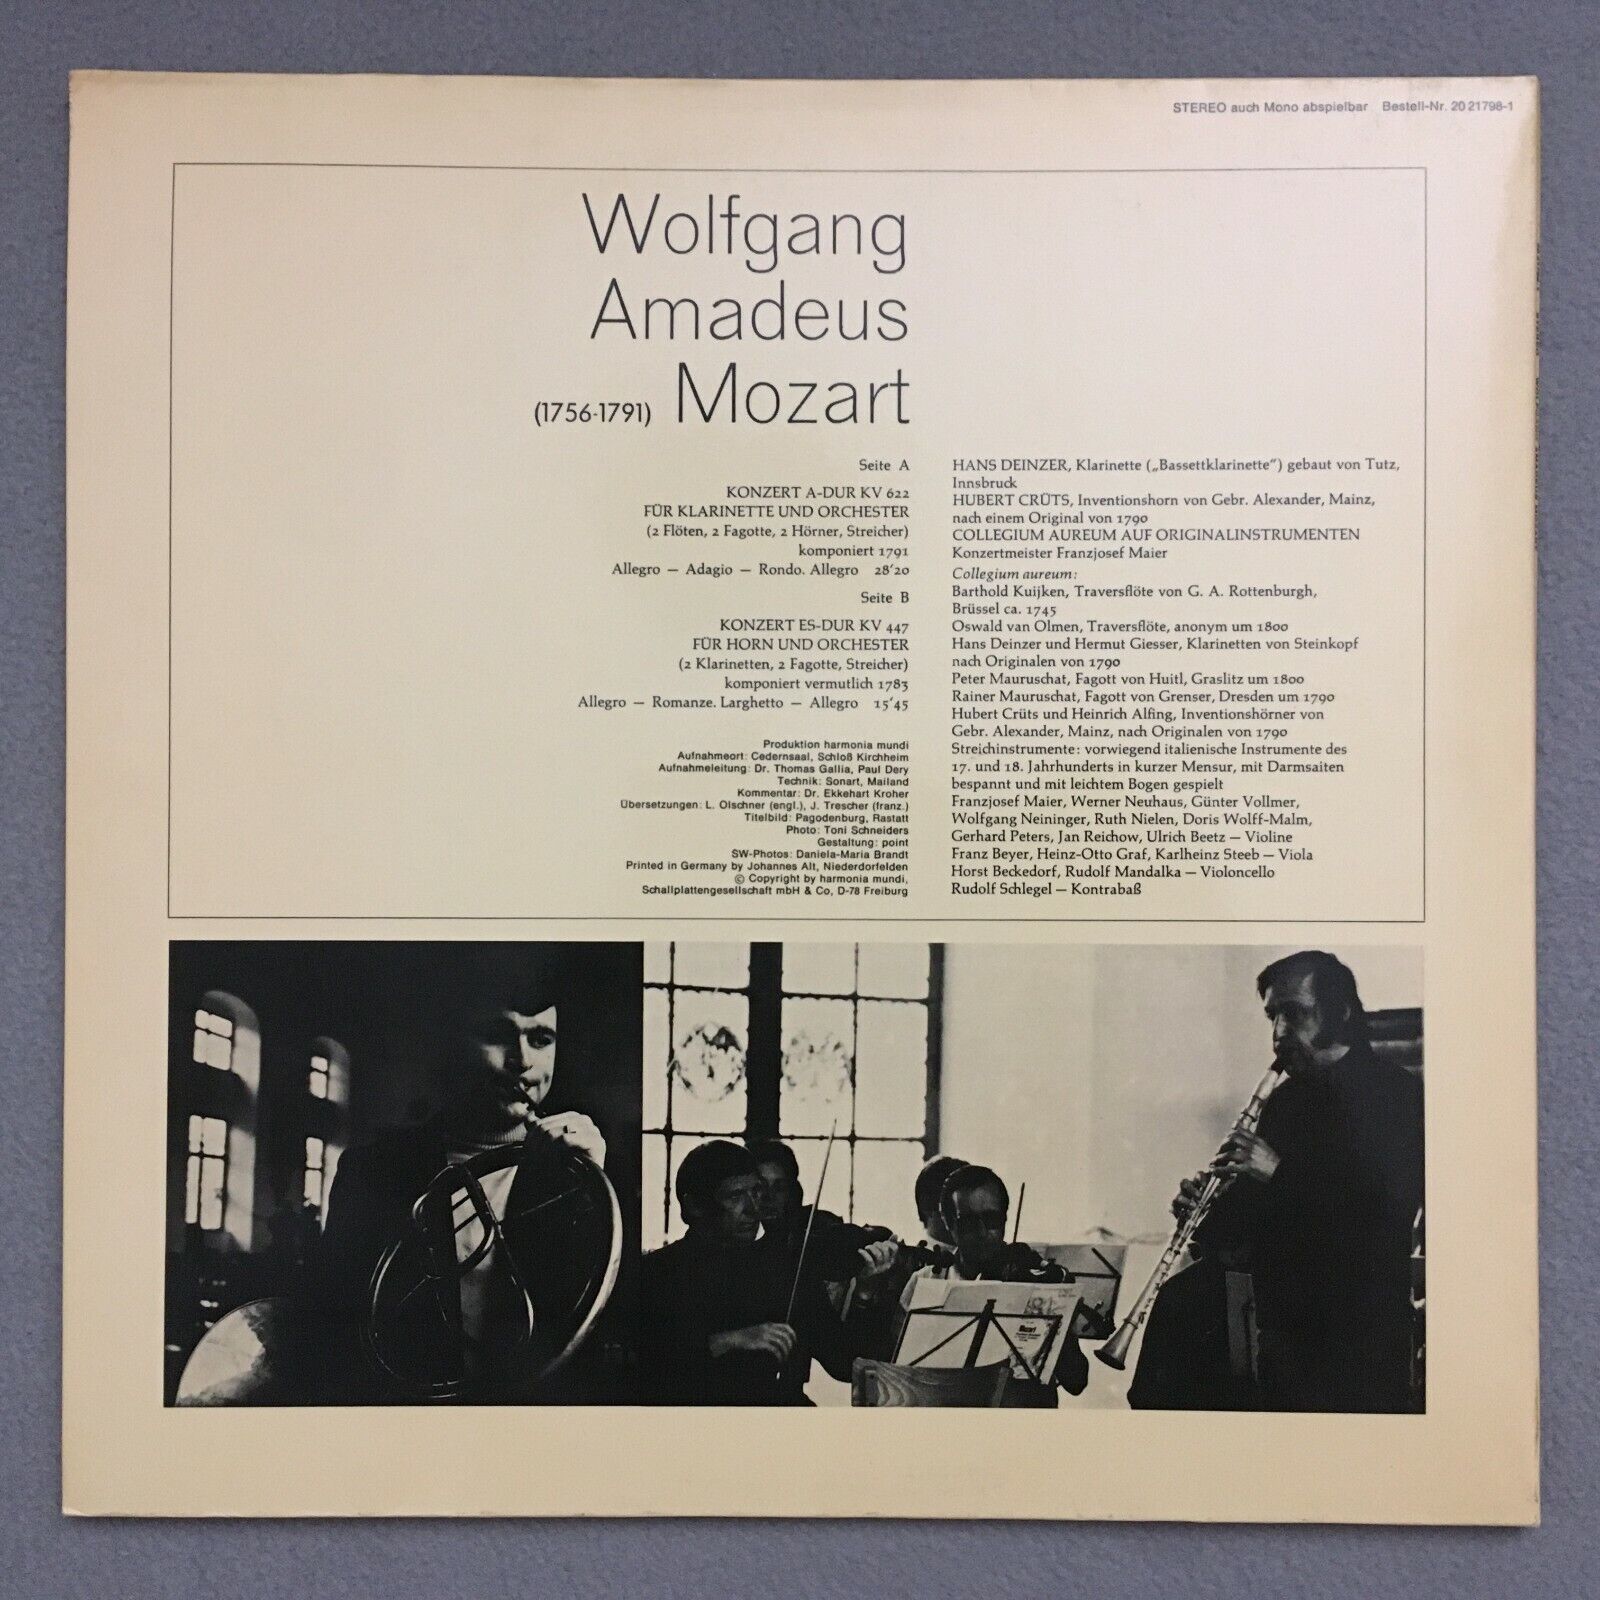 STEREO auch Mono abspielbar Bestell-Nr. 20 21798-1
Wolfgang
Amadeus
(1756-1791) Mozart
Seite A
KONZERT A-DUR KV 622
FÜR KLARINETTE UND ORCHESTER
(2 Flöten, 2 Fagotte, 2 Hörner, Streicher)
komponiert 1791
Allegro — Adagio — Rondo. Allegro 28′20
Seite B
KONZERT ES-DUR KV 447
FÜR HORN UND ORCHESTER
(2 Klarinetten, 2 Fagotte, Streicher)
komponiert vermutlich 1783
Allegro — Romanze. Larghetto — Allegro 15′45
Produktion harmonia mundi
Aufnahmeort: Cedernsaal, Schloß Kirchheim
Aufnahmeleitung: Dr. Thomas Gallia, Paul Dery
Technik: Sonart, Mailand
Kommentar: Dr. Ekkehart Kroher
Übersetzungen: L. Olschner (engl.), J. Trescher (franz.)
Titelbild: Pagodenburg, Rastatt
Photo: Toni Schneiders
Gestaltung: point
SW-Photos: Daniela-Maria Brandt
Printed in Germany by Johannes Alt, Niederdorfelden
© Copyright by harmonia mundi,
Schallplattengesellschaft mbH & Co, D-78 Freiburg
HANS DEINZER, Klarinette („Bassettklarinette“) gebaut von Tutz,
Innsbruck
HUBERT CRÜTS, Inventionshorn von Gebr. Alexander, Mainz,
nach einem Original von 1790
COLLEGIUM AUREUM AUF ORIGINALINSTRUMENTEN
Konzertmeister Franzjosef Maier
Collegium aureum:
Barthold Kuijken, Traversflöte von G. A. Rottenburgh,
Brüssel ca. 1745
Oswald van Olmen, Traversflöte, anonym um 1800
Hans Deinzer und Hermut Giesser, Klarinetten von Steinkopf
nach Originalen von 1790
Peter Mauruschat, Fagott von Huitl, Graslitz um 1800
Rainer Mauruschat, Fagott von Grenser, Dresden um 1790
Hubert Crüts und Heinrich Alfing, Inventionshörner von
Gebr. Alexander, Mainz, nach Originalen von 1790
Streichinstrumente: vorwiegend italienische Instrumente des
17. und 18. Jahrhunderts in kurzer Mensur, mit Darmsaiten
bespannt und mit leichtem Bogen gespielt
Franzjosef Maier, Werner Neuhaus, Günter Vollmer,
Wolfgang Neininger, Ruth Nielen, Doris Wolff-Malm,
Gerhard Peters, Jan Reichow, Ulrich Beetz — Violine
Franz Beyer, Heinz-Otto Graf, Karlheinz Steeb — Viola
Horst Beckedorf, Rudolf Mandalka — Violoncello
Rudolf Schlegel — Kontrabaß
Mozart